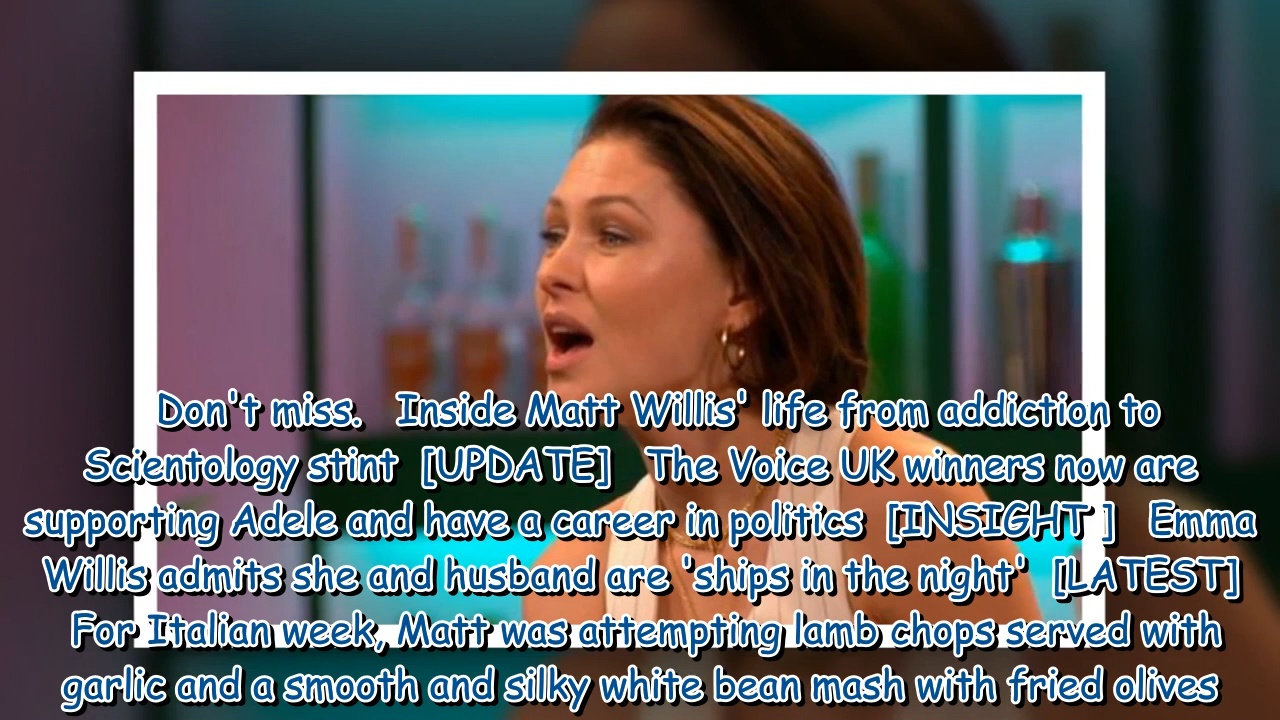 Don't miss. Inside Matt Willis' life from addiction to
Scientology stint [UPDATE] The Voice UK winners now are
supporting Adele and have a career in politics [INSIGHT ] Emma
Willis admits she and husband are 'ships in the night' [LATEST]
For Italian week, Matt was attempting lamb chops served with
garlic and a smooth and silky white bean mash with fried olives